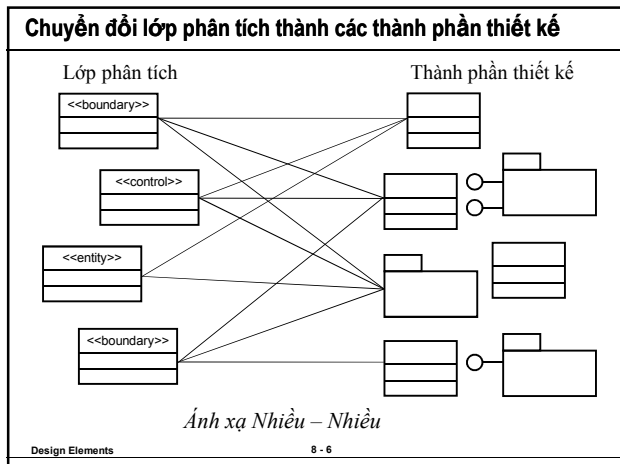 Chuyển đổi lớp phân tích thành các thành phần thiết kế
Lớp phân tích
Thành phần thiết kế
<<boundary>>
<<control>>
<<entity>>
<<boundary>>
Ánh xạ Nhiều – Nhiều
Design Elements
8 - 6